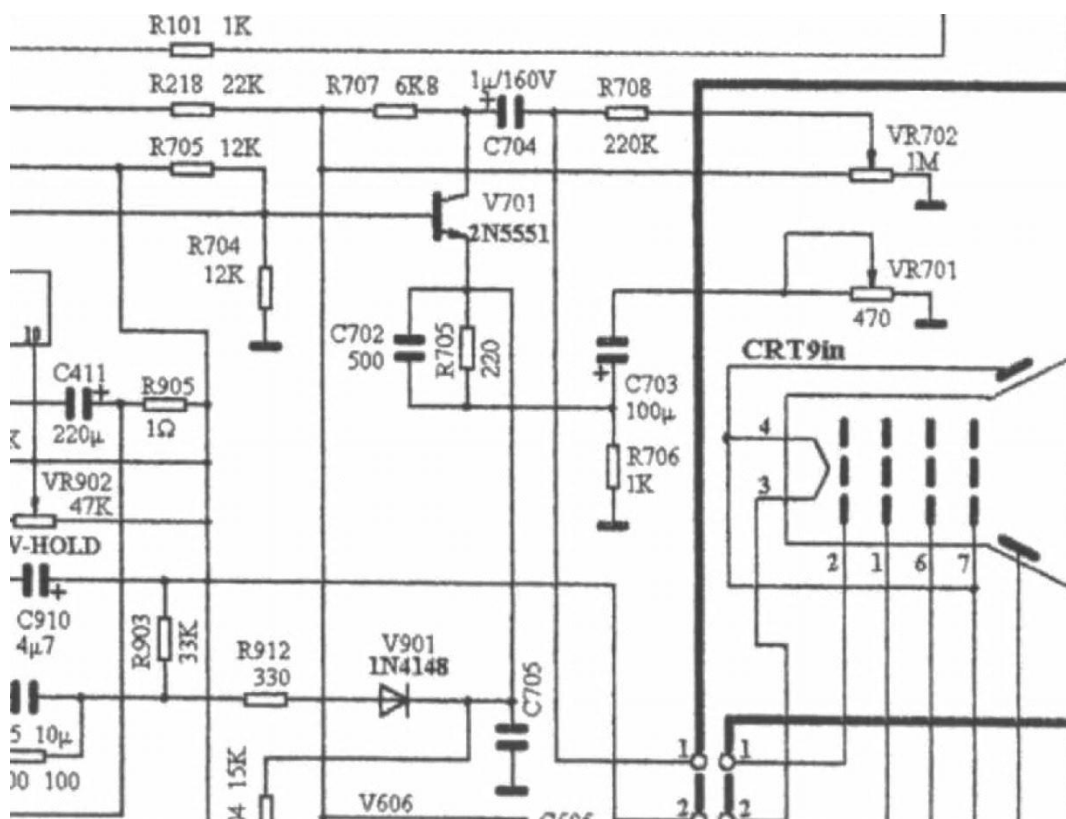 R101 1K
R218 22K
R707 6K8
1µ/160V
C704
R708
220K
VR702
1M
R705 12K
V701
2N5551
R704
12K
VR701
470
10
C702
500
R705
220
CRT9in
C411
220µ
R905
1Ω
C703
100µ
4
K
R706
1K
3
VR902
47K
V-HOLD
2
1
6
7
C910
4µ7
R903
33K
R912
330
V901
1N4148
C705
5 10µ
00 100
15K
04
V606
1
1
2
2